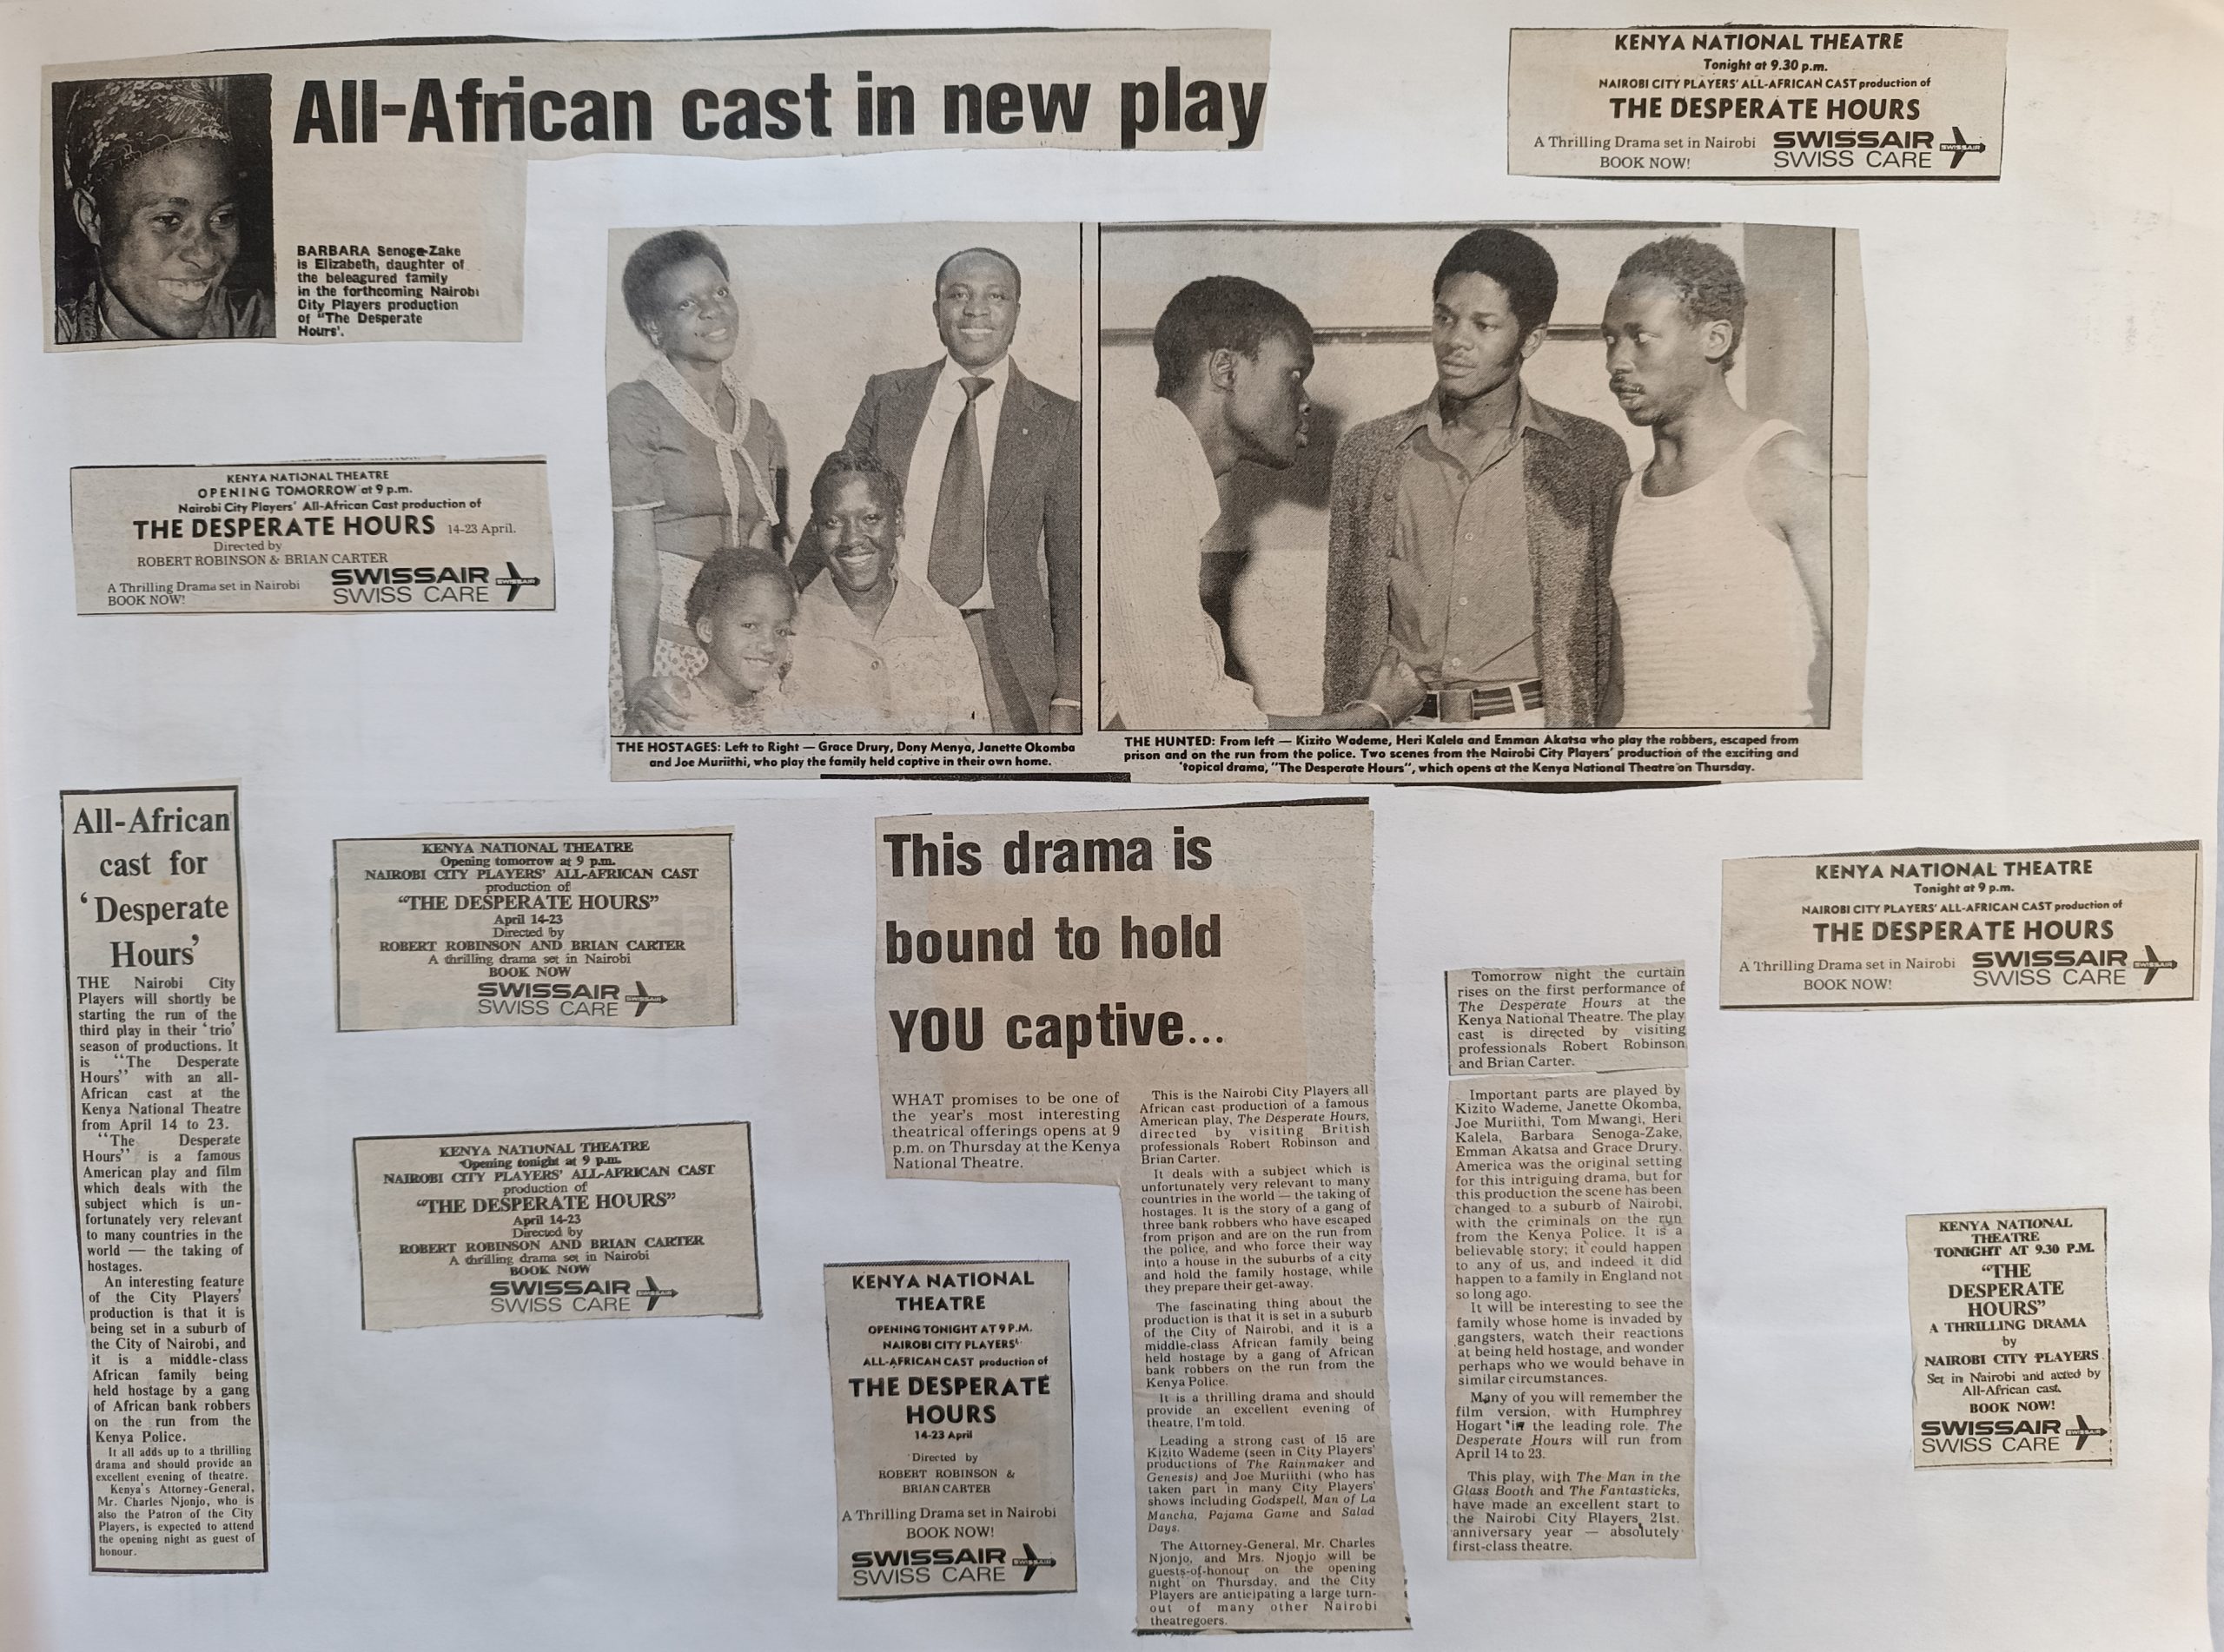 All-African cast in new play
BARBARA Senoga-Zake
is Elizabeth, daughter of
the beleagured family
in the forthcoming Nairobi
City Players production
of "The Desperate
Hours'.
KENYA NATIONAL THEATRE
Tonight at 9.30 p.m.
NAIROBI CITY PLAYERS' ALL-AFRICAN CAST production of
THE DESPERATE HOURS
A Thrilling Drama set in Nairobi
BOOK NOW!
SWISSAIR
SWISS CARE
SWISSAIR
KENYA NATIONAL THEATRE
OPENING TOMORROW at 9 p.m.
Nairobi City Players' All-African Cast production of
THE DESPERATE HOURS 14-23 April.
Directed by
ROBERT ROBINSON & BRIAN CARTER
A Thrilling Drama set in Nairobi
BOOK NOW!
SWISSAIR
SWISS CARE
SWISSAIR
THE HOSTAGES: Left to Right — Grace Drury, Dony Menya, Janette Okomba
and Joe Muriithi, who play the family held captive in their own home.
THE HUNTED: From left — Kizito Wademe, Heri Kalela and Emman Akatsa who play the robbers, escaped from
prison and on the run from the police. Two scenes from the Nairobi City Players' production of the exciting and
'topical drama, "The Desperate Hours", which opens at the Kenya National Theatre on Thursday.
All-African
cast for
'Desperate
Hours'
THE Nairobi City
Players will shortly be
starting the run of the
third play in their 'trio'
season of productions. It
is "The Desperate
Hours" with an all-
African cast at the
Kenya National Theatre
from April 14 to 23.
"The Desperate
Hours" is a famous
American play and film
which deals with the
subject which is un-
fortunately very relevant
to many countries in the
world — the taking of
hostages.
An interesting feature
of the City Players'
production is that it is
being set in a suburb of
the City of Nairobi, and
it is a middle-class
African family being
held hostage by a gang
of African bank robbers
on the run from the
Kenya Police.
It all adds up to a thrilling
drama and should provide an
excellent evening of theatre.
Kenya's Attorney-General,
Mr. Charles Njonjo, who is
also the Patron of the City
Players, is expected to attend
the opening night as guest of
honour.
KENYA NATIONAL THEATRE
Opening tomorrow at 9 p.m.
NAIROBI CITY PLAYERS' ALL-AFRICAN CAST
production of
"THE DESPERATE HOURS"
April 14-23
Directed by
ROBERT ROBINSON AND BRIAN CARTER
A thrilling drama set in Nairobi
BOOK NOW
SWISSAIR
SWISS CARE
KENYA NATIONAL THEATRE
Opening tonight at 9 p.m.
NAIROBI CITY PLAYERS' ALL-AFRICAN CAST
production of
"THE DESPERATE HOURS"
April 14-23
Directed by
ROBERT ROBINSON AND BRIAN CARTER
A thrilling drama set in Nairobi
BOOK NOW
SWISSAIR
SWISS CARE
KENYA NATIONAL
THEATRE
OPENING TONIGHT AT 9 P.M.
NAIROBI CITY PLAYERS'
ALL-AFRICAN CAST production of
THE DESPERATE
HOURS
14-23 April
Directed by
ROBERT ROBINSON &
BRIAN CARTER
A Thrilling Drama set in Nairobi
BOOK NOW!
SWISSAIR
SWISS CARE
SWISSAIR
This drama is
bound to hold
YOU captive...
WHAT promises to be one of
the year's most interesting
theatrical offerings opens at 9
p.m. on Thursday at the Kenya
National Theatre.
This is the Nairobi City Players all
African cast production of a famous
American play, The Desperate Hours,
directed by visiting British
professionals Robert Robinson and
Brian Carter.
It deals with a subject which is
unfortunately very relevant to many
countries in the world — the taking of
hostages. It is the story of a gang of
three bank robbers who have escaped
from prison and are on the run from
the police, and who force their way
into a house in the suburbs of a city
and hold the family hostage, while
they prepare their get-away.
The fascinating thing about the
production is that it is set in a suburb
of the City of Nairobi, and it is a
middle-class African family being
held hostage by a gang of African
bank robbers on the run from the
Kenya Police.
It is a thrilling drama and should
provide an excellent evening of
theatre, I'm told.
Leading a strong cast of 15 are
Kizito Wademe (seen in City Players'
productions of The Rainmaker and
Genesis) and Joe Muriithi (who has
taken part in many City Players'
shows including Godspell, Man of La
Mancha, Pajama Game and Salad
Days.
The Attorney-General, Mr. Charles
Njonjo, and Mrs. Njonjo will be
guests-of-honour on the opening
night on Thursday, and the City
Players are anticipating a large turn-
out of many other Nairobi
theatregoers.
Tomorrow night the curtain
rises on the first performance of
The Desperate Hours at the
Kenya National Theatre. The play
cast is directed by visiting
professionals Robert Robinson
and Brian Carter.
Important parts are played by
Kizito Wademe, Janette Okomba,
Joe Muriithi, Tom Mwangi, Heri
Kalela, Barbara Senoga-Zake,
Emman Akatsa and Grace Drury.
America was the original setting
for this intriguing drama, but for
this production the scene has been
changed to a suburb of Nairobi,
with the criminals on the run
from the Kenya Police. It is a
believable story; it could happen
to any of us, and indeed it did
happen to a family in England not
so long ago.
It will be interesting to see the
family whose home is invaded by
gangsters, watch their reactions
at being held hostage, and wonder
perhaps who we would behave in
similar circumstances.
Many of you will remember the
film version, with Humphrey
Hogart in the leading role. The
Desperate Hours will run from
April 14 to 23.
This play, with The Man in the
Glass Booth and The Fantasticks,
have made an excellent start to
the Nairobi City Players 21st.
anniversary year — absolutely
first-class theatre.
KENYA NATIONAL THEATRE
Tonight at 9 p.m.
NAIROBI CITY PLAYERS' ALL-AFRICAN CAST production of
THE DESPERATE HOURS
A Thrilling Drama set in Nairobi
BOOK NOW!
SWISSAIR
SWISS CARE
SWISSAIR
KENYA NATIONAL
THEATRE
TONIGHT AT 9.30 P.M.
"THE
DESPERATE
HOURS"
A THRILLING DRAMA
by
NAIROBI CITY PLAYERS
Set in Nairobi and acted by
All-African cast.
BOOK NOW!
SWISSAIR
SWISS CARE